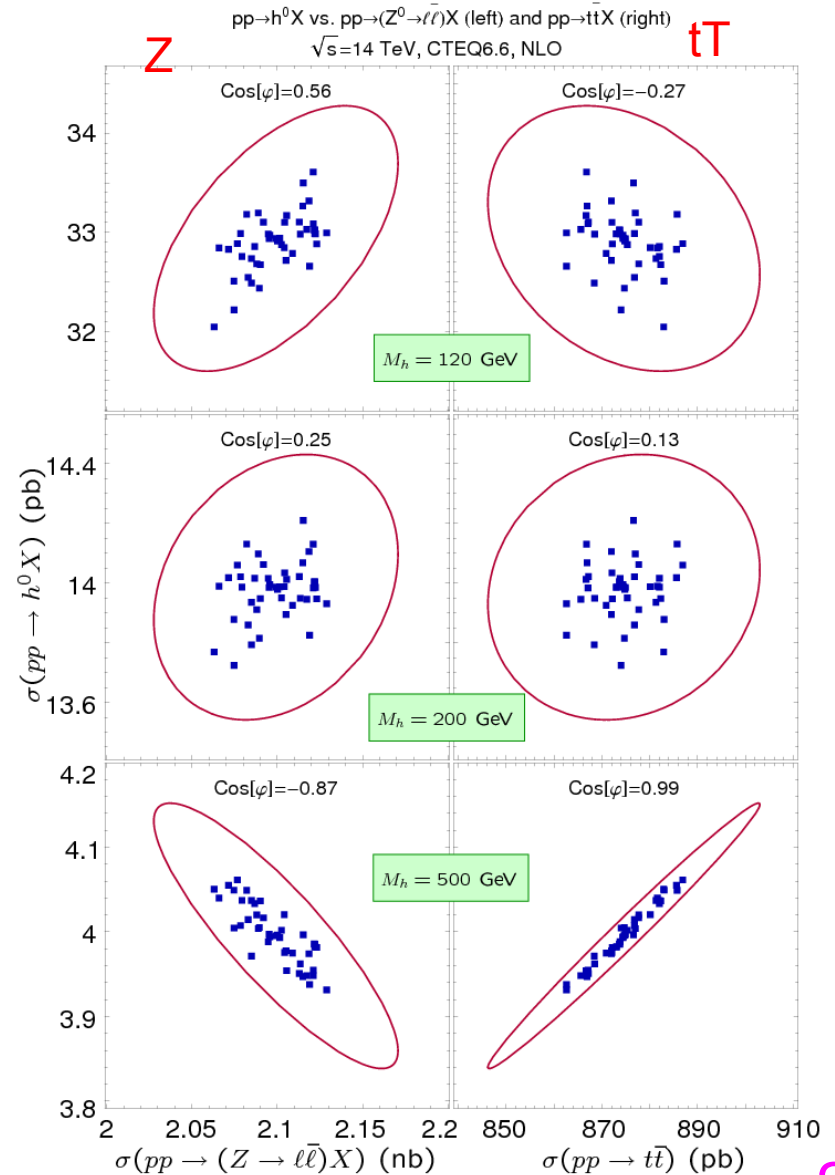 pp→h⁰X vs. pp→(Z⁰→ℓℓ̄)X (left) and pp→tt̄X (right)
√s=14 TeV, CTEQ6.6, NLO
Z
tT
Cos[φ]=0.56
Cos[φ]=−0.27
34
33
32
M_h = 120 GeV
Cos[φ]=0.25
Cos[φ]=0.13
14.4
14
13.6
σ(pp → h⁰X) (pb)
M_h = 200 GeV
Cos[φ]=−0.87
Cos[φ]=0.99
4.2
4.1
4
3.9
3.8
M_h = 500 GeV
2 2.05 2.1 2.15 2.2 850 870 890 910
σ(pp → (Z → ℓℓ̄)X) (nb)
σ(pp → tt̄) (pb)